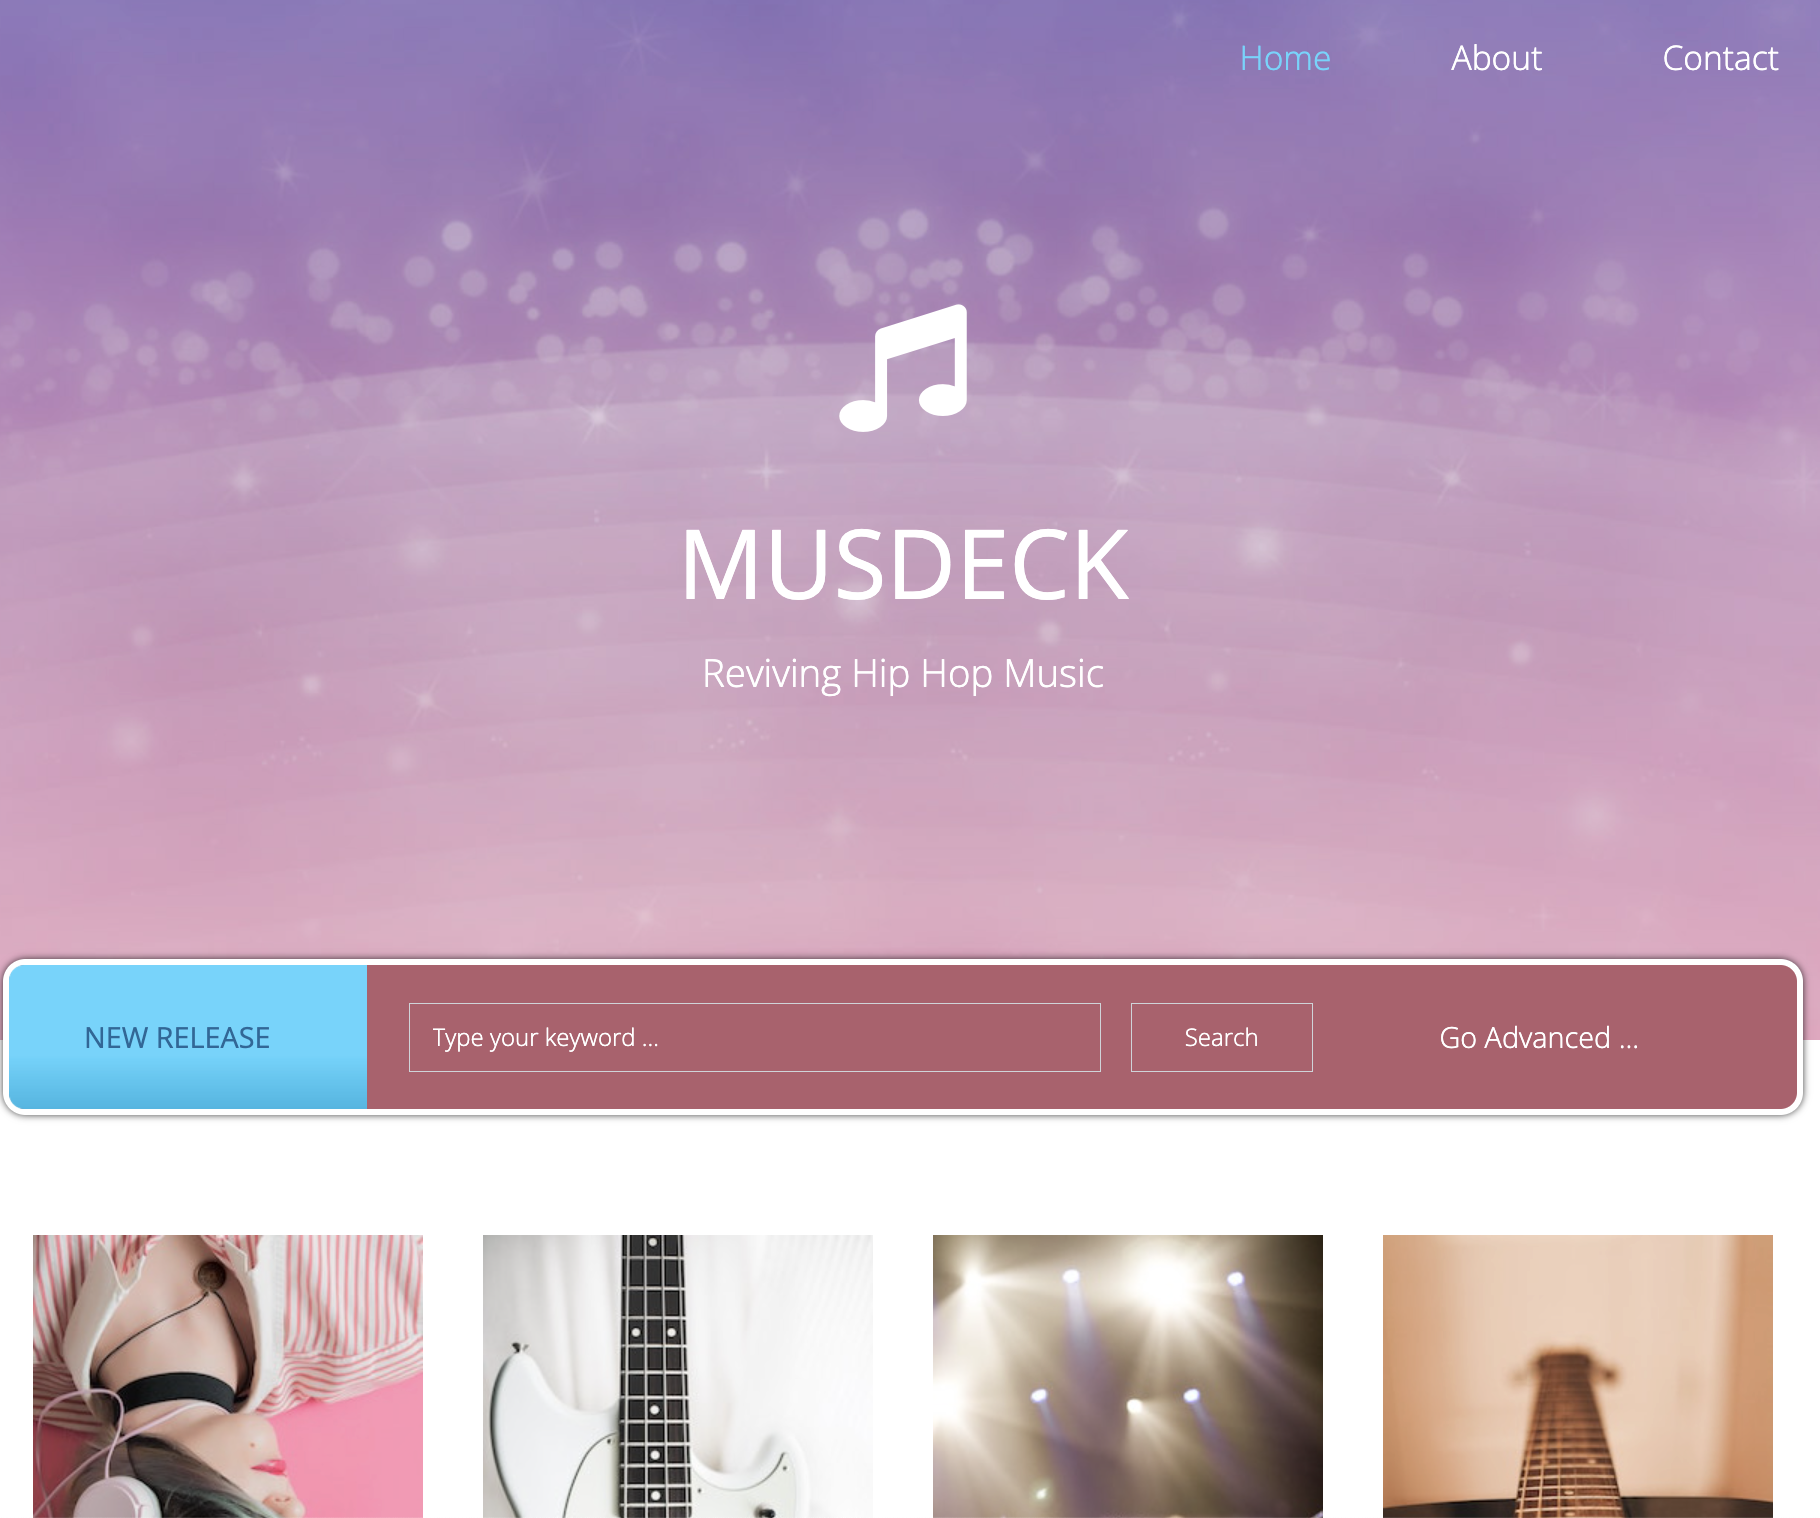 Home About Contact
MUSDECK
Reviving Hip Hop Music
NEW RELEASE Type your keyword ... Search Go Advanced ...